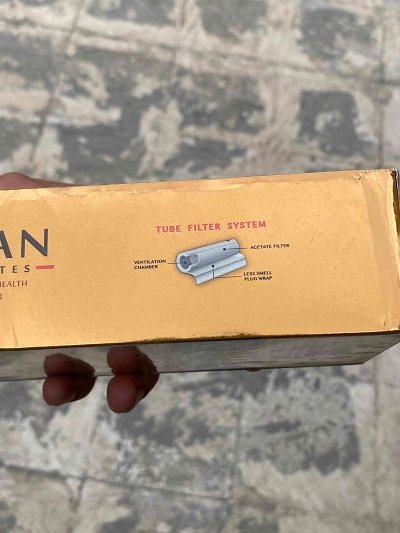 AN
TES
EALTH
TUBE FILTER SYSTEM
ACETATE FILTER
VENTILATION
CHAMBER
LESS SMELL
PLUG WRAP